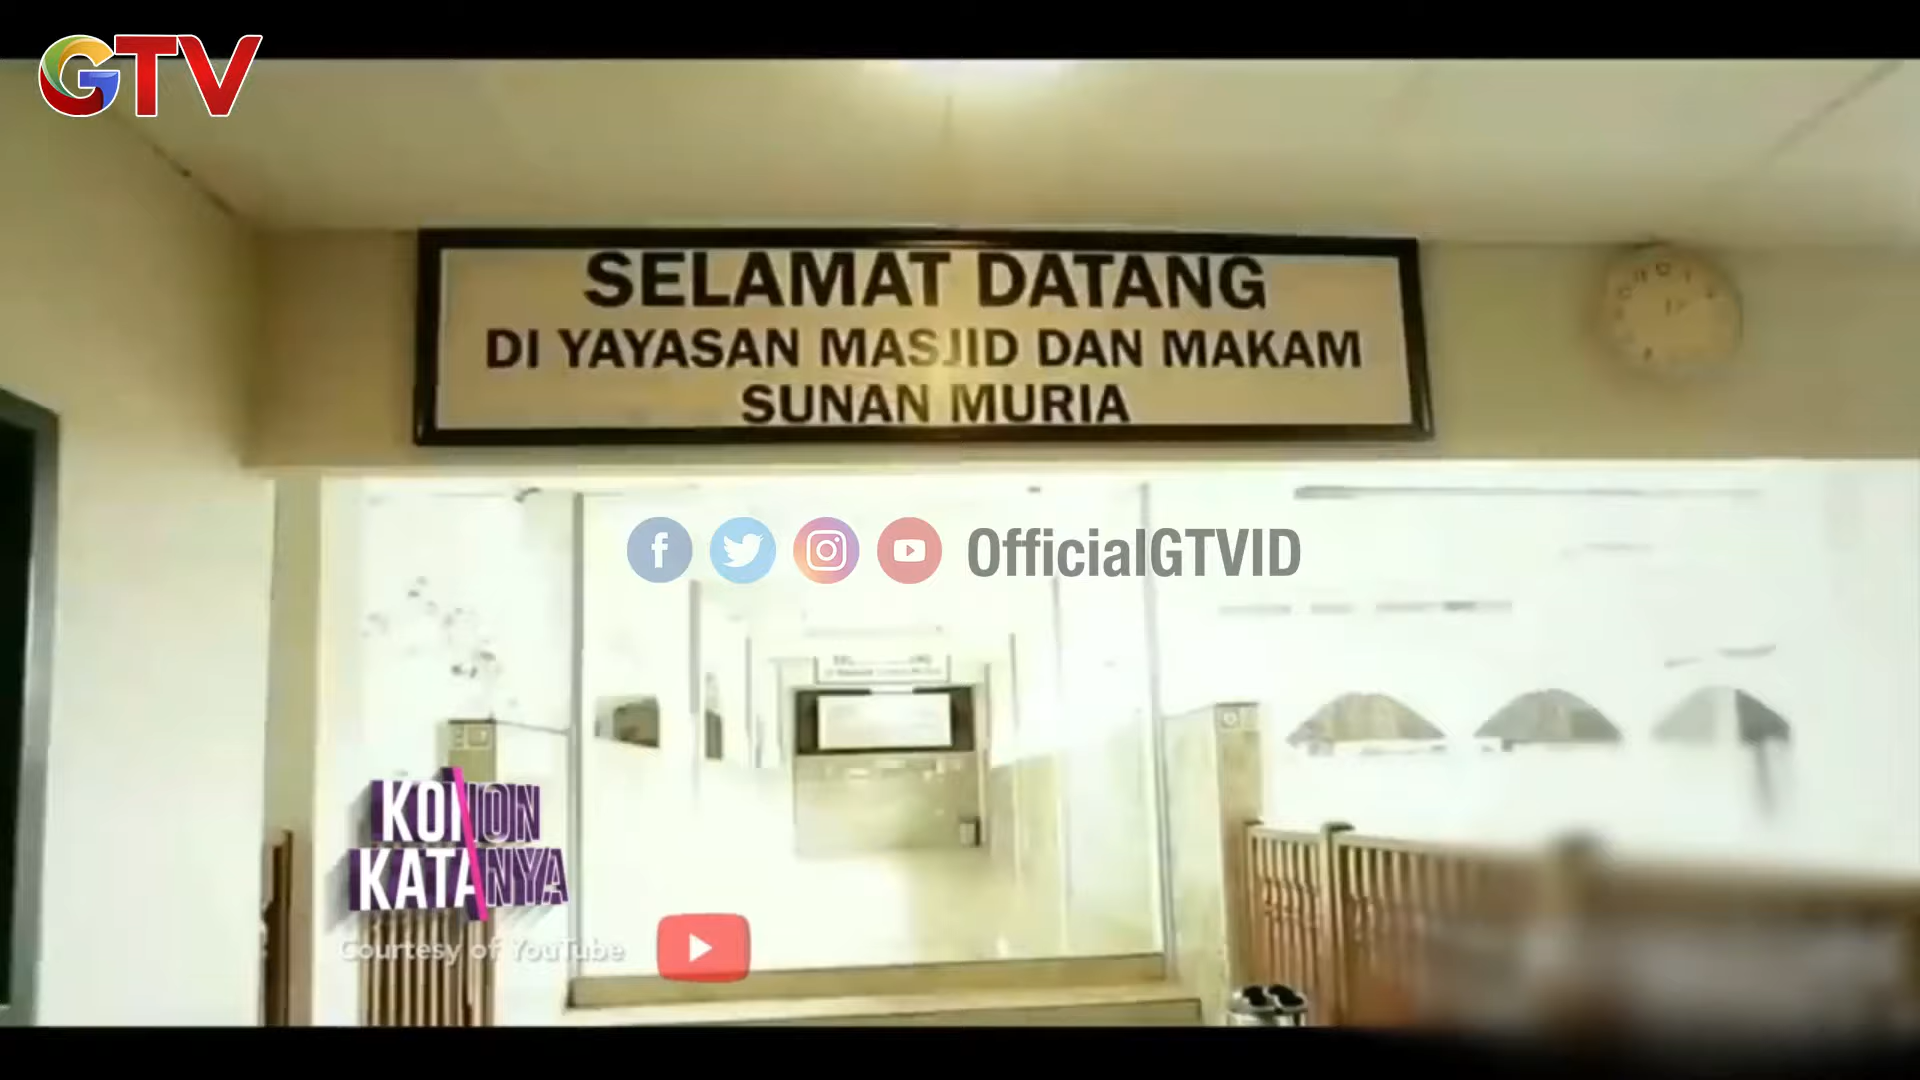 GTV
SELAMAT DATANG
DI YAYASAN MASJID DAN MAKAM
SUNAN MURIA
OfficialGTVID
KONON
KATANYA
Courtesy of YouTube